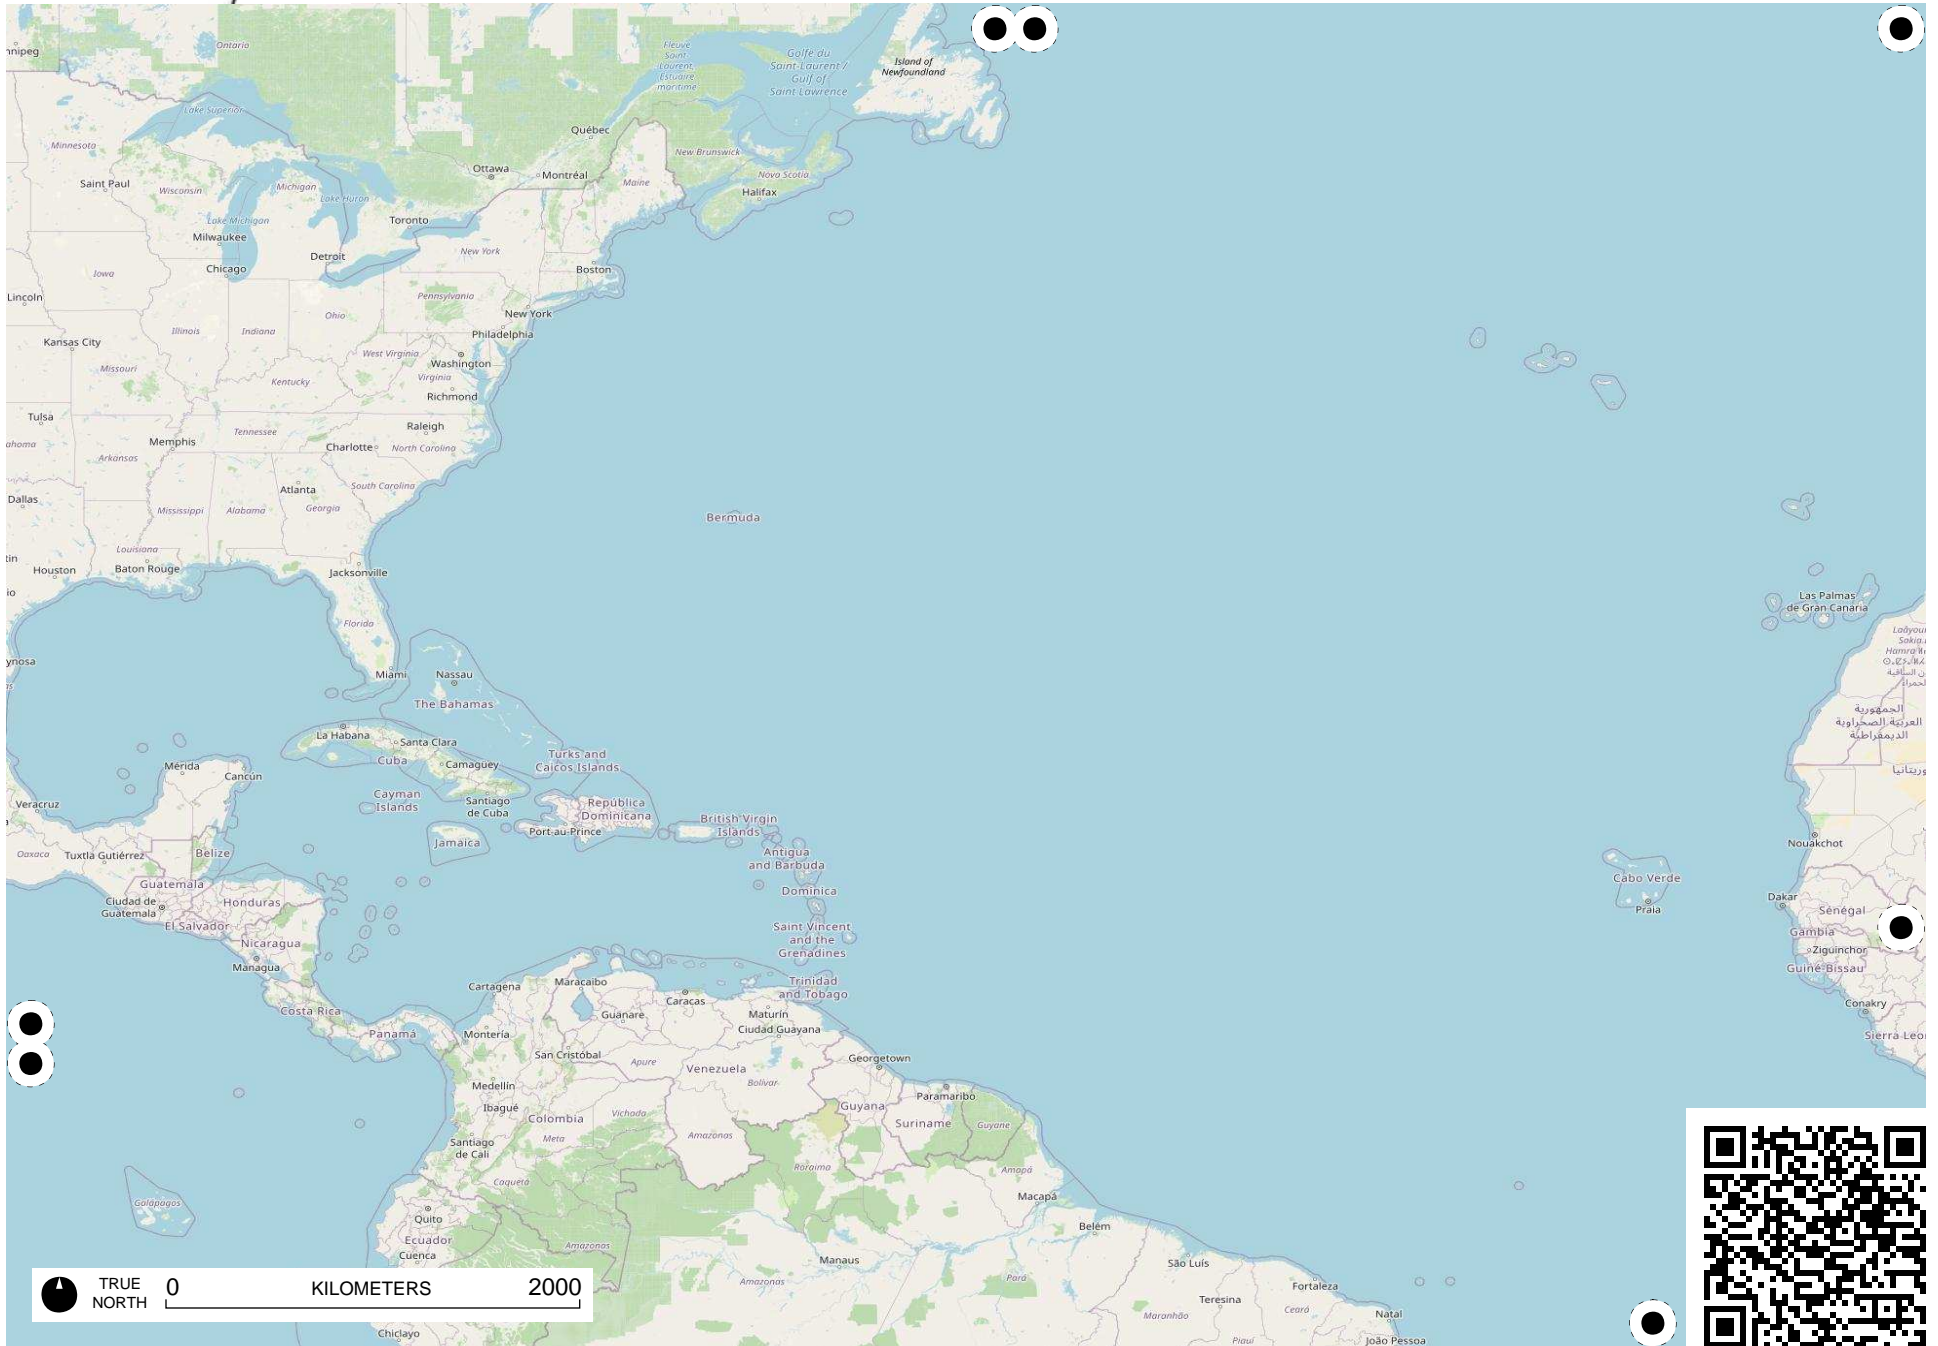 Ontario
Fleuve
Saint-
Laurent,
Estuaire
maritime
Golfe du
Saint-Laurent /
Gulf of
Saint Lawrence
Island of
Newfoundland
nnipeg
Lake Superior
Québec
Minnesota
Ottawa
Montréal
New Brunswick
Saint Paul
Wisconsin
Michigan
Maine
Nova Scotia
Halifax
Lake Huron
Lake Michigan
Toronto
Milwaukee
Chicago
Detroit
New York
Boston
Iowa
Lincoln
Pennsylvania
New York
Ohio
Illinois
Indiana
Philadelphia
Kansas City
West Virginia
Washington
Missouri
Kentucky
Virginia
Richmond
Tulsa
ahoma
Memphis
Tennessee
Raleigh
Charlotte
North Carolina
Arkansas
Dallas
Atlanta
South Carolina
Mississippi
Alabama
Georgia
Bermuda
Louisiana
tin
Houston
Baton Rouge
Jacksonville
io
Las Palmas
de Gran Canaria
Florida
ynosa
Miami
Nassau
The Bahamas
الجمهورية
العربية الصحراوية
الديمقراطية
La Habana
Santa Clara
Cuba
Camagüey
Turks and
Caicos Islands
Mérida
Cancún
Cayman
Islands
Santiago
de Cuba
República
Dominicana
Veracruz
Port-au-Prince
British Virgin
Islands
Jamaica
Nouakchott
Oaxaca
Tuxtla Gutiérrez
Belize
Antigua
and Barbuda
Guatemala
Dominica
Cabo Verde
Praia
Dakar
Ciudad de
Guatemala
Honduras
El Salvador
Sénégal
Gambia
Nicaragua
Managua
Saint Vincent
and the
Grenadines
Ziguinchor
Guiné-Bissau
Cartagena
Maracaibo
Caracas
Trinidad
and Tobago
Conakry
Costa Rica
Panamá
Montería
Guanare
Maturín
Ciudad Guayana
Sierra Leon
San Cristóbal
Apure
Venezuela
Georgetown
Medellín
Bolívar
Paramaribo
Ibagué
Colombia
Vichada
Guyana
Suriname
Guyane
Meta
Amazonas
Santiago
de Cali
Roraima
Amapá
Caquetá
Galápagos
Macapá
Quito
Belém
Ecuador
Cuenca
Amazonas
Manaus
São Luís
Amazonas
Pará
Fortaleza
TRUE
NORTH
0 KILOMETERS 2000
Teresina
Ceará
Maranhão
Natal
Chiclayo
Piauí
João Pessoa